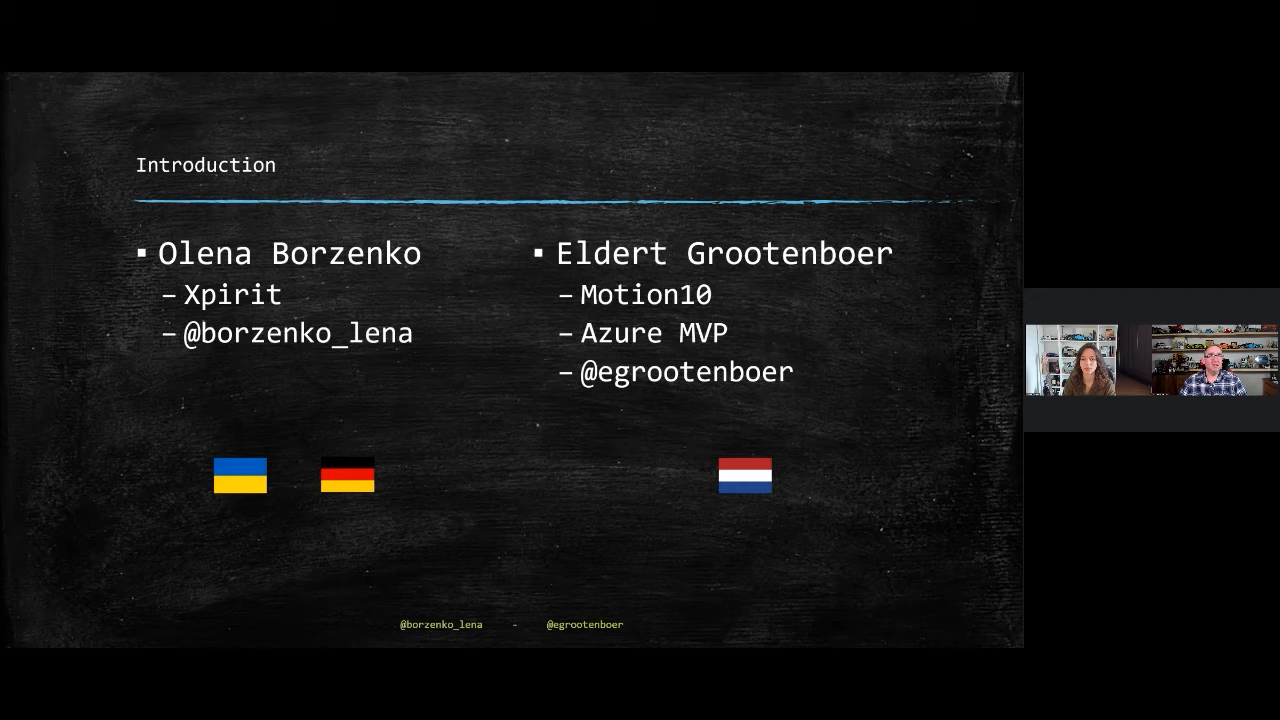 Introduction
▪ Olena Borzenko
– Xpirit
– @borzenko_lena
▪ Eldert Grootenboer
– Motion10
– Azure MVP
– @egrootenboer
@borzenko_lena - @egrootenboer